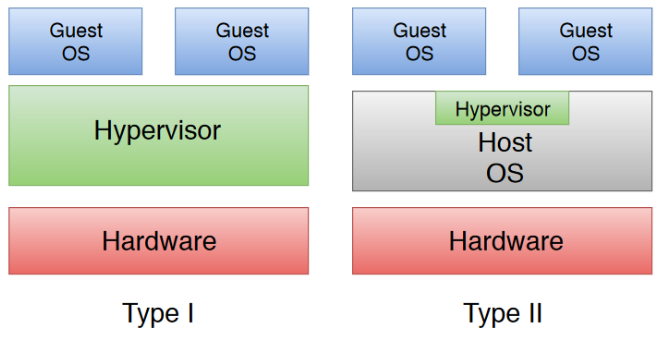 Guest
OS
Guest
OS
Hypervisor
Hardware
Type I
Guest
OS
Guest
OS
Hypervisor
Host
OS
Hardware
Type II